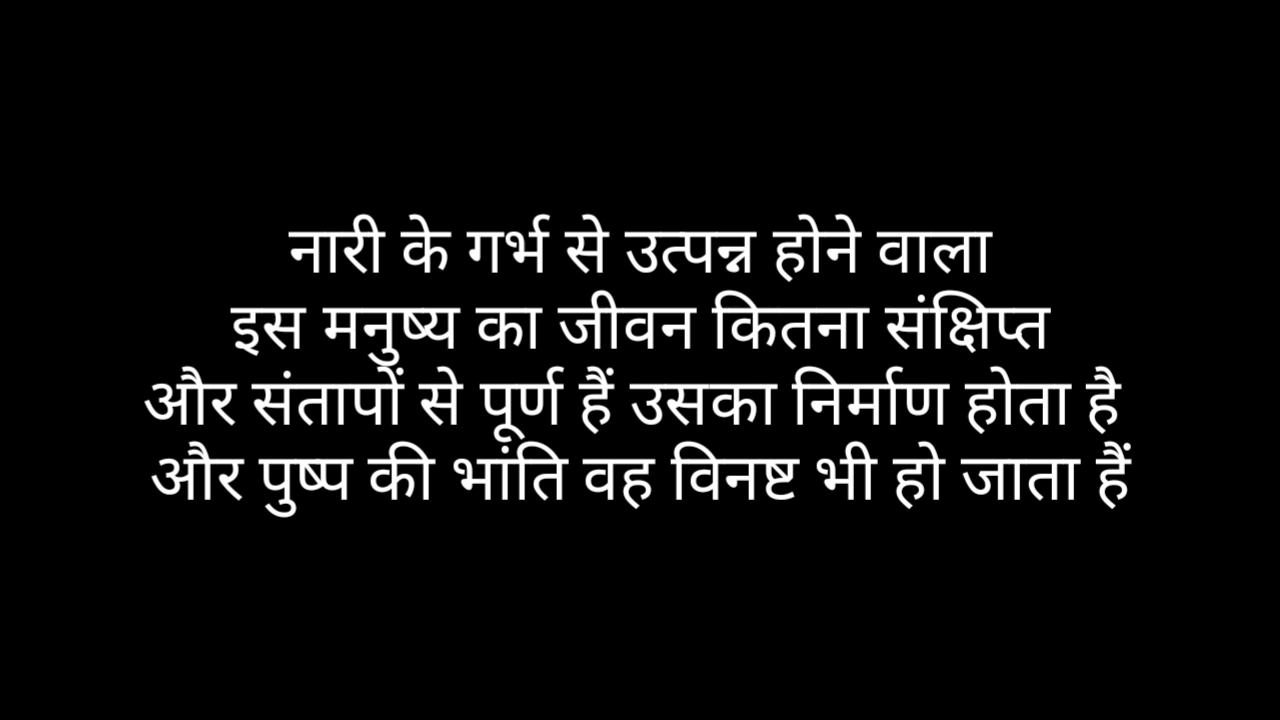 नारी के गर्भ से उत्पन्न होने वाला
इस मनुष्य का जीवन कितना संक्षिप्त
और संतापों से पूर्ण हैं उसका निर्माण होता है
और पुष्प की भांति वह विनष्ट भी हो जाता हैं